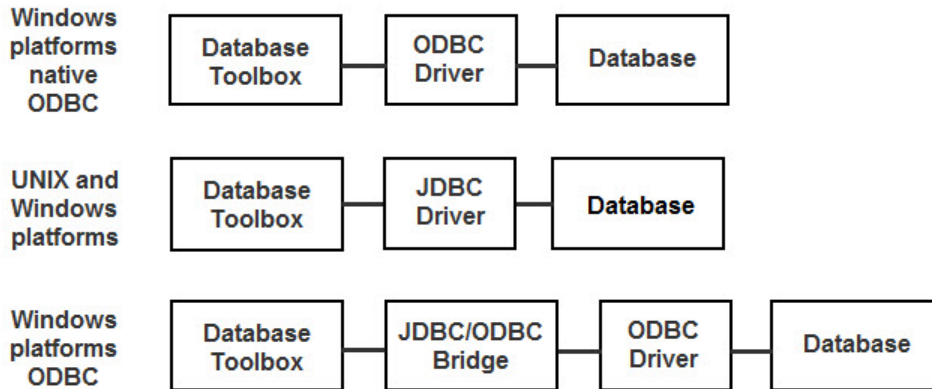 Windows
platforms
native
ODBC
Database
Toolbox
ODBC
Driver
Database
UNIX and
Windows
platforms
Database
Toolbox
JDBC
Driver
Database
Windows
platforms
ODBC
Database
Toolbox
JDBC/ODBC
Bridge
ODBC
Driver
Database